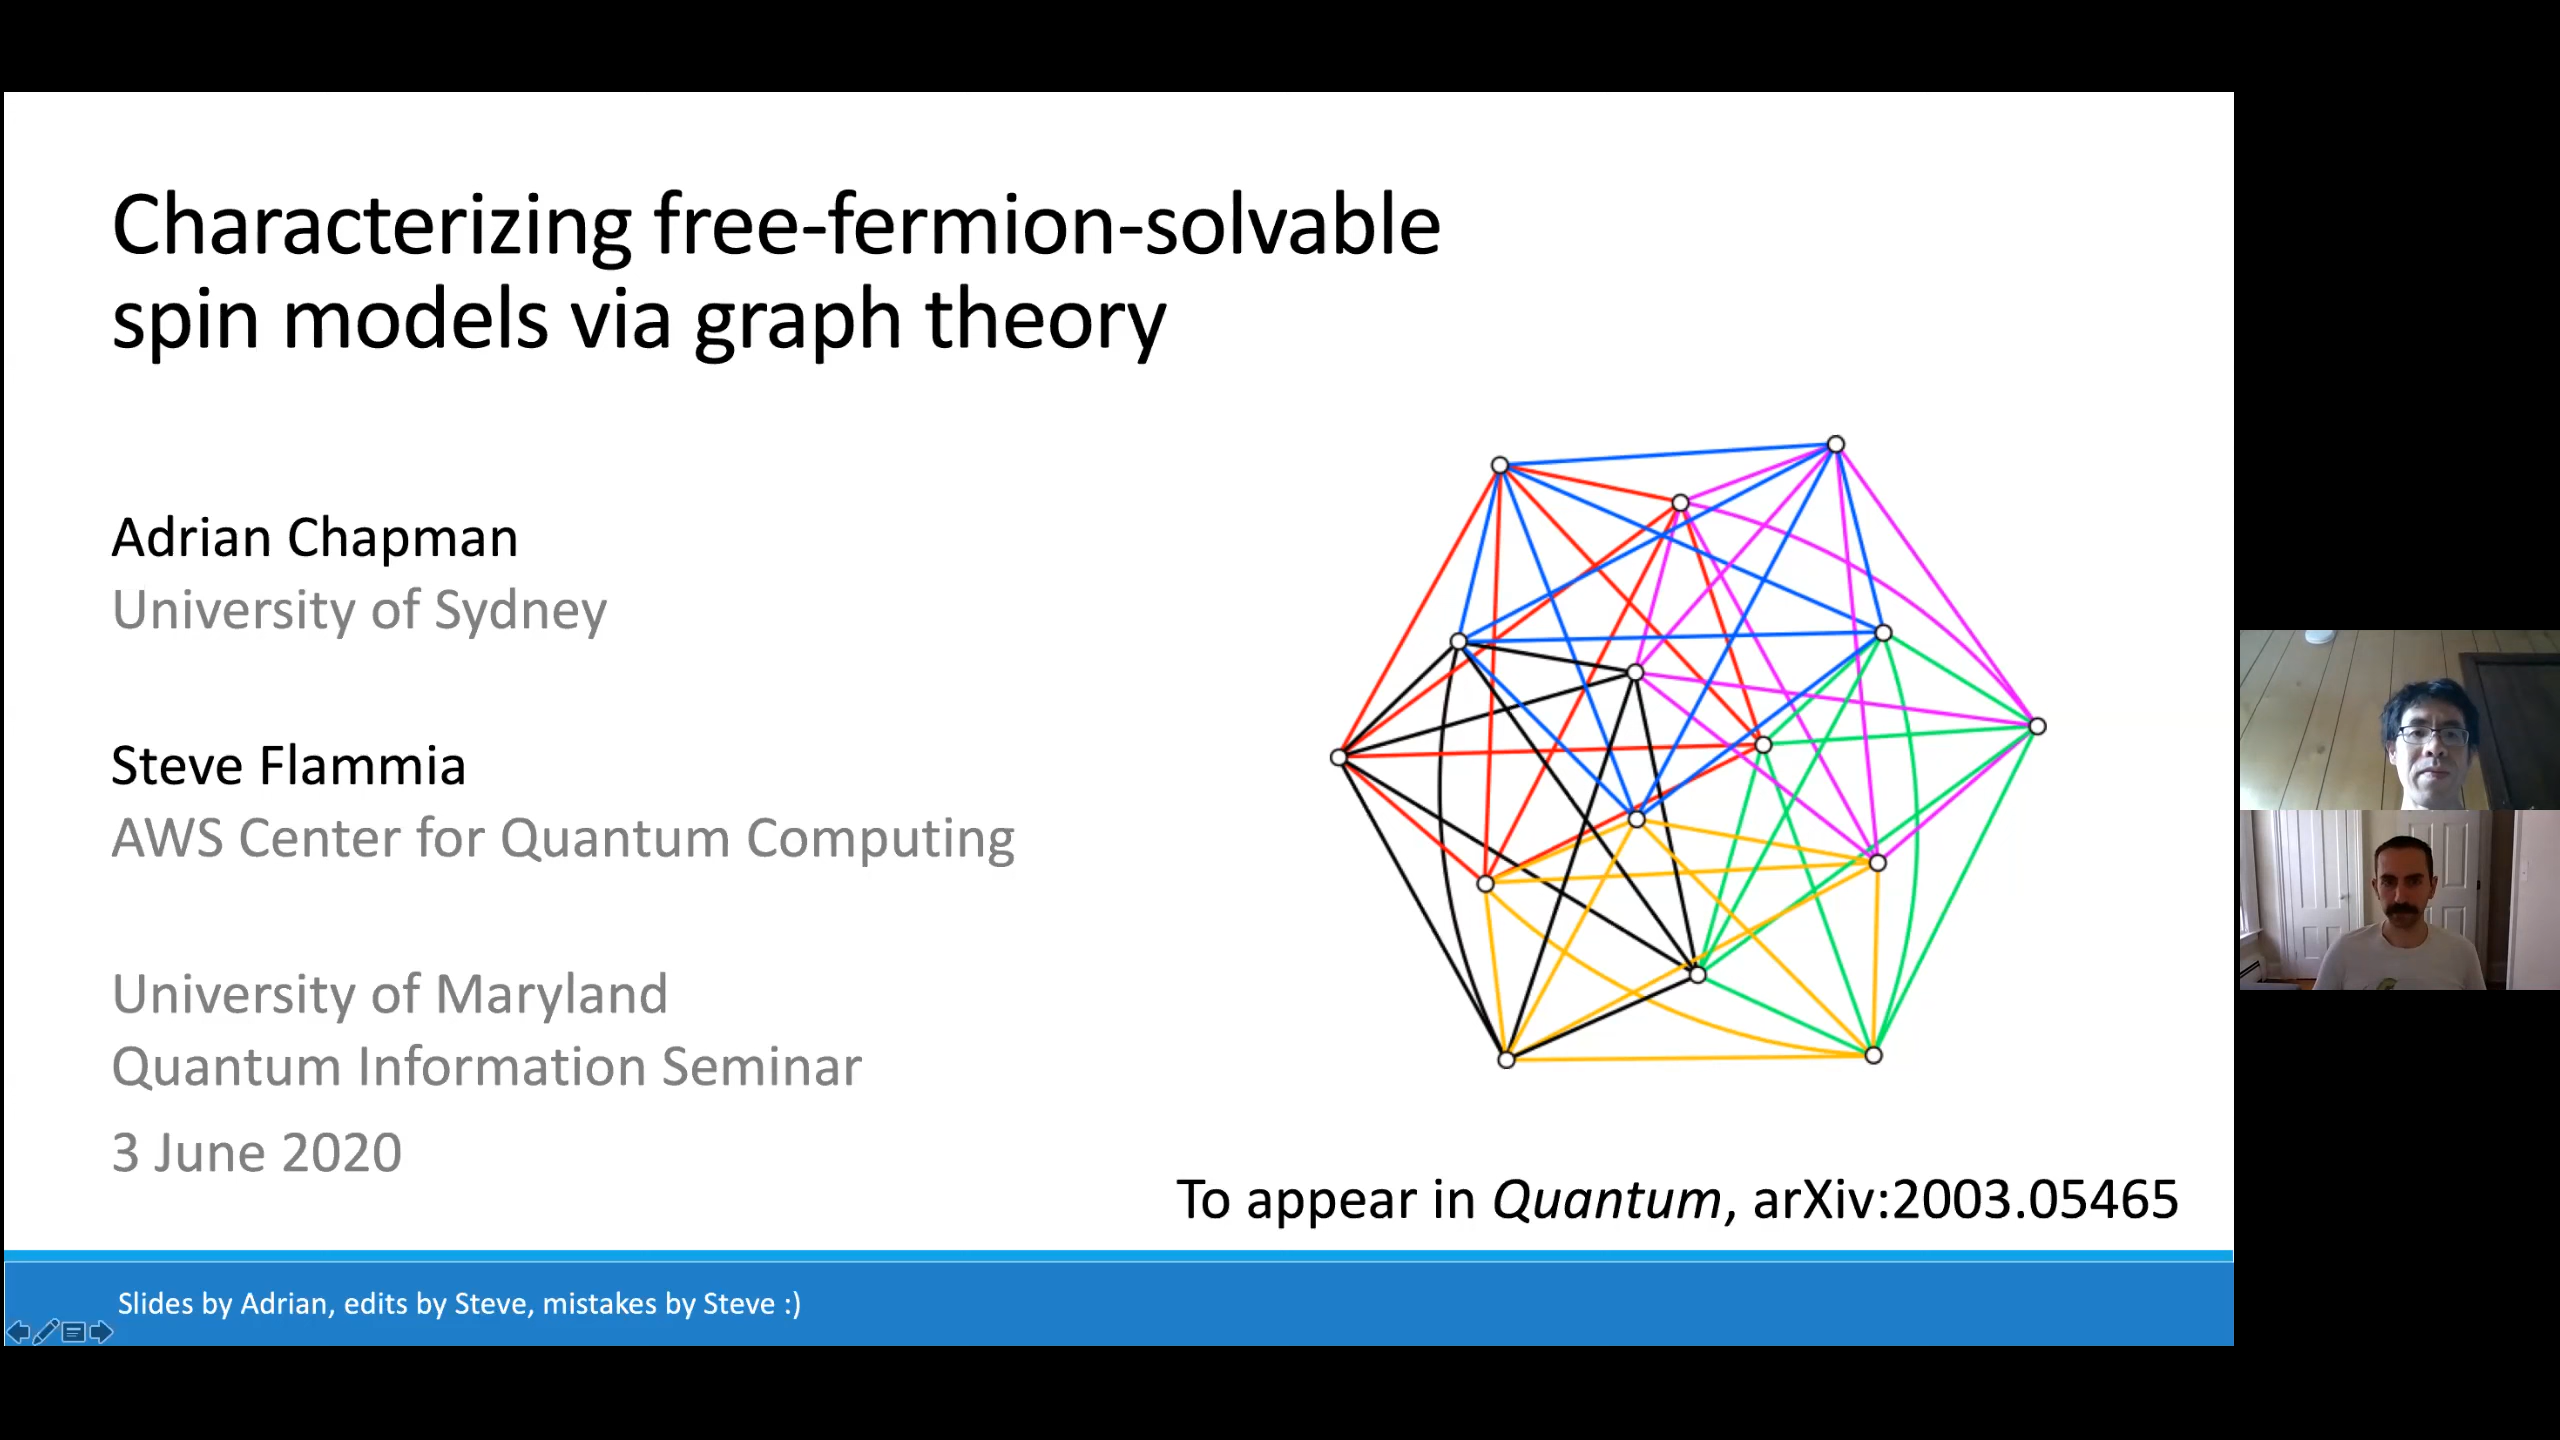 Characterizing free-fermion-solvable
spin models via graph theory
Adrian Chapman
University of Sydney
Steve Flammia
AWS Center for Quantum Computing
University of Maryland
Quantum Information Seminar
3 June 2020
To appear in Quantum, arXiv:2003.05465
Slides by Adrian, edits by Steve, mistakes by Steve :)